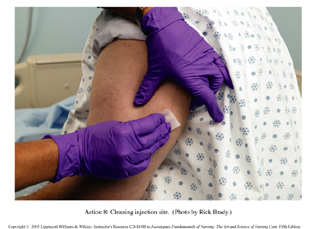 Action 8: Cleaning injection site. (Photo by Rick Brady.)
Copyright © 2005 Lippincott Williams & Wilkins. Instructor's Resource CD-ROM to Accompany Fundamentals of Nursing: The Art and Science of Nursing Care, Fifth Edition.